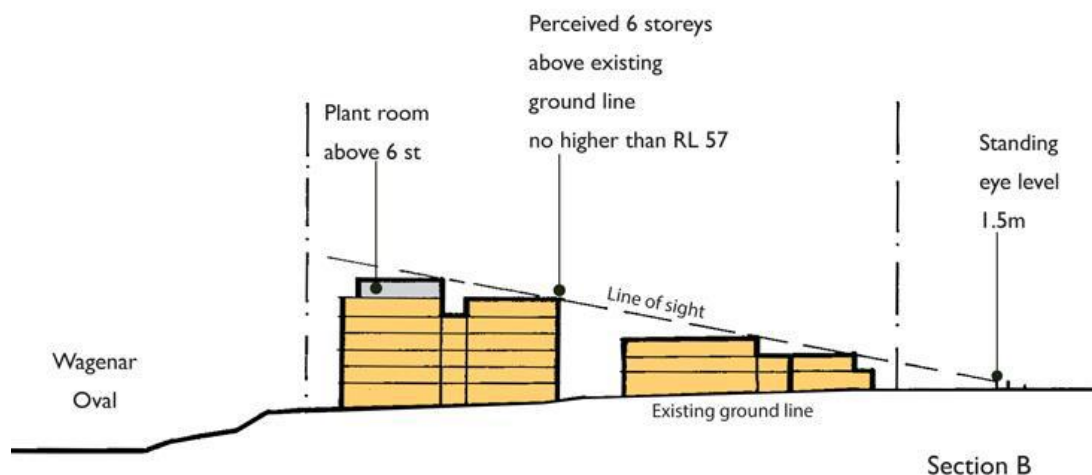 Perceived 6 storeys
above existing
ground line
no higher than RL 57
Plant room
above 6 st
Standing
eye level
1.5m
Line of sight
Wagenar
Oval
Existing ground line
Section B